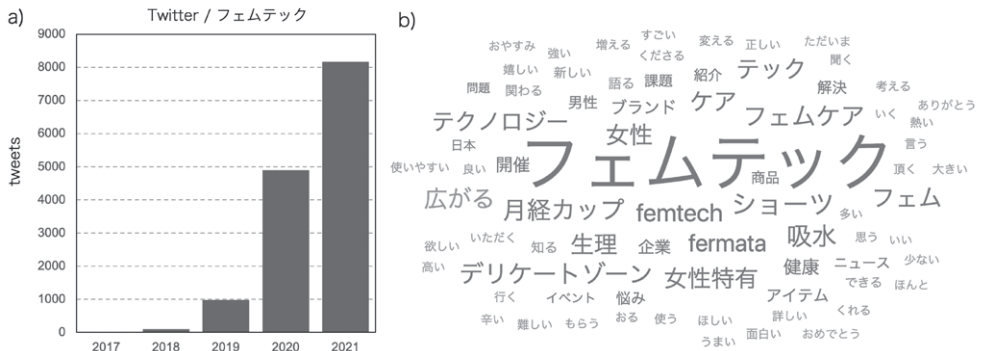 a)
Twitter / フェムテック
9000
8000
7000
6000
5000
4000
3000
2000
1000
0
tweets
2017 2018 2019 2020 2021
b)
おやすみ 強い 増える すごい くださる 変える 正しい ただいま 聞く
嬉しい 新しい 語る 課題 紹介 テック
問題 関わる 男性 ブランド ケア 解決 考える
テクノロジー 女性 フェムケア いく ありがとう 熱い
日本 フェムテック 言う
使いやすい 良い 開催 商品 頂く 大きい
広がる 月経カップ femtech ショーツ 多い フェム
欲しい いただく 知る 生理 企業 fermata 吸水 思う いい
高い デリケートゾーン 女性特有 健康 ニュース 少ない
できる ほんと
行く イベント 悩み アイテム
辛い 難しい もらう おる 使う ほしい 詳しい くれる
うまい 面白い おめでとう